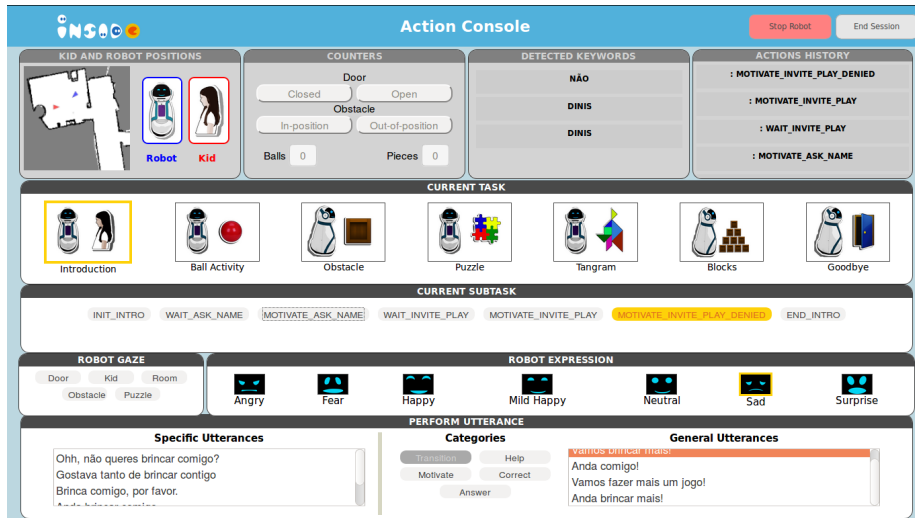 INSIDE
Action Console
Stop Robot
End Session
KID AND ROBOT POSITIONS
Robot
Kid
COUNTERS
Door
Closed
Open
Obstacle
In-position
Out-of-position
Balls 0
Pieces 0
DETECTED KEYWORDS
NÃO
DINIS
DINIS
ACTIONS HISTORY
: MOTIVATE_INVITE_PLAY_DENIED
: MOTIVATE_INVITE_PLAY
: WAIT_INVITE_PLAY
: MOTIVATE_ASK_NAME
CURRENT TASK
Introduction
Ball Activity
Obstacle
Puzzle
Tangram
Blocks
Goodbye
CURRENT SUBTASK
INIT_INTRO
WAIT_ASK_NAME
MOTIVATE_ASK_NAME
WAIT_INVITE_PLAY
MOTIVATE_INVITE_PLAY
MOTIVATE_INVITE_PLAY_DENIED
END_INTRO
ROBOT GAZE
Door
Kid
Room
Obstacle
Puzzle
ROBOT EXPRESSION
Angry
Fear
Happy
Mild Happy
Neutral
Sad
Surprise
PERFORM UTTERANCE
Specific Utterances
Ohh, não queres brincar comigo?
Gostava tanto de brincar contigo
Brinca comigo, por favor.
Anda brincar comigo
Categories
Transition
Help
Motivate
Correct
Answer
General Utterances
Vamos brincar mais!
Anda comigo!
Vamos fazer mais um jogo!
Anda brincar mais!